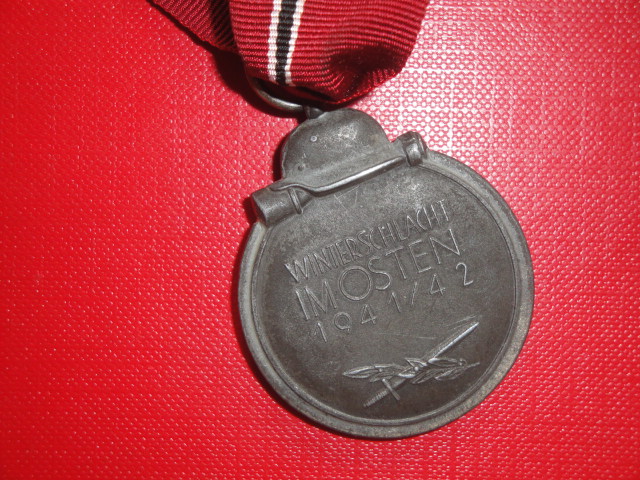 WINTERSCHLACHT
IM OSTEN
1941/42